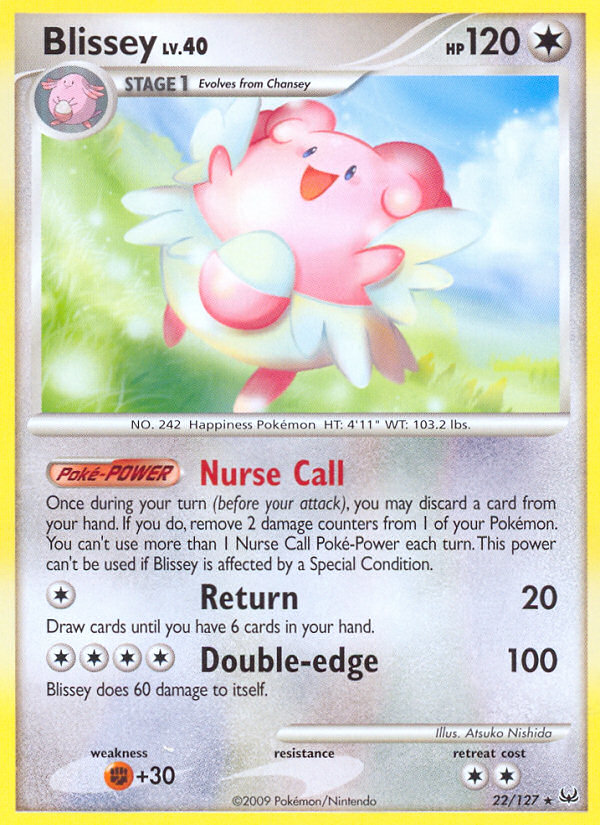 Blissey LV.40 HP 120
STAGE 1 Evolves from Chansey
NO. 242 Happiness Pokémon HT: 4'11" WT: 103.2 lbs.
Poké-POWER Nurse Call
Once during your turn (before your attack), you may discard a card from
your hand. If you do, remove 2 damage counters from 1 of your Pokémon.
You can't use more than 1 Nurse Call Poké-Power each turn. This power
can't be used if Blissey is affected by a Special Condition.
Return 20
Draw cards until you have 6 cards in your hand.
Double-edge 100
Blissey does 60 damage to itself.
Illus. Atsuko Nishida
weakness resistance retreat cost
+30
©2009 Pokémon/Nintendo 22/127 ★